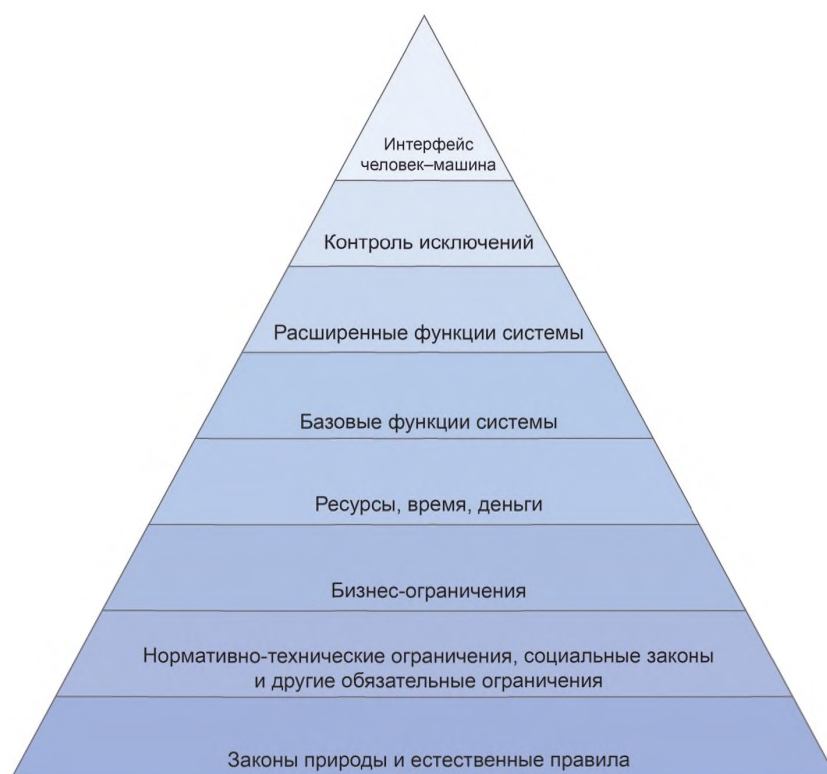 Интерфейс
человек–машина
Контроль исключений
Расширенные функции системы
Базовые функции системы
Ресурсы, время, деньги
Бизнес-ограничения
Нормативно-технические ограничения, социальные законы
и другие обязательные ограничения
Законы природы и естественные правила